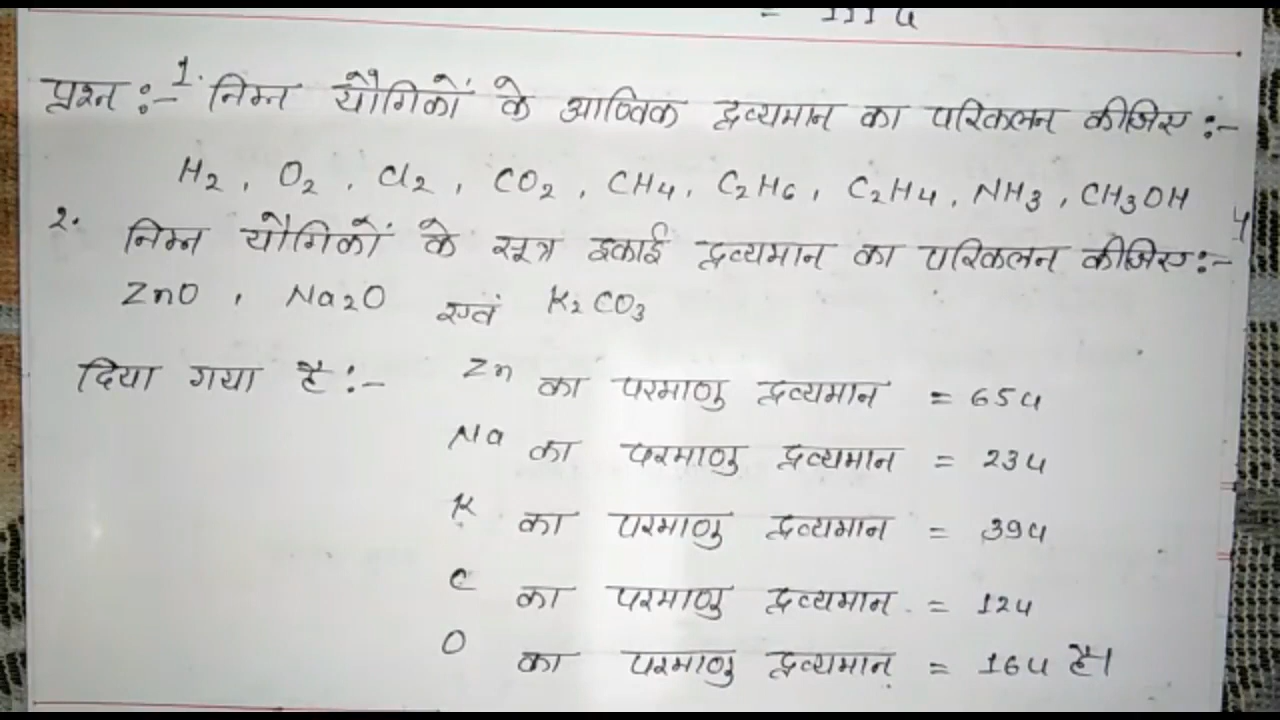 = 111u
प्रश्न :- 1. निम्न यौगिकों के आण्विक द्रव्यमान का परिकलन कीजिए :-
H2, O2, Cl2, CO2, CH4, C2H6, C2H4, NH3, CH3OH
2. निम्न यौगिकों के सूत्र इकाई द्रव्यमान का परिकलन कीजिए :-
ZnO, Na2O एवं K2CO3
दिया गया है :- Zn का परमाणु द्रव्यमान = 65u
Na का परमाणु द्रव्यमान = 23u
K का परमाणु द्रव्यमान = 39u
C का परमाणु द्रव्यमान = 12u
O का परमाणु द्रव्यमान = 16u है।